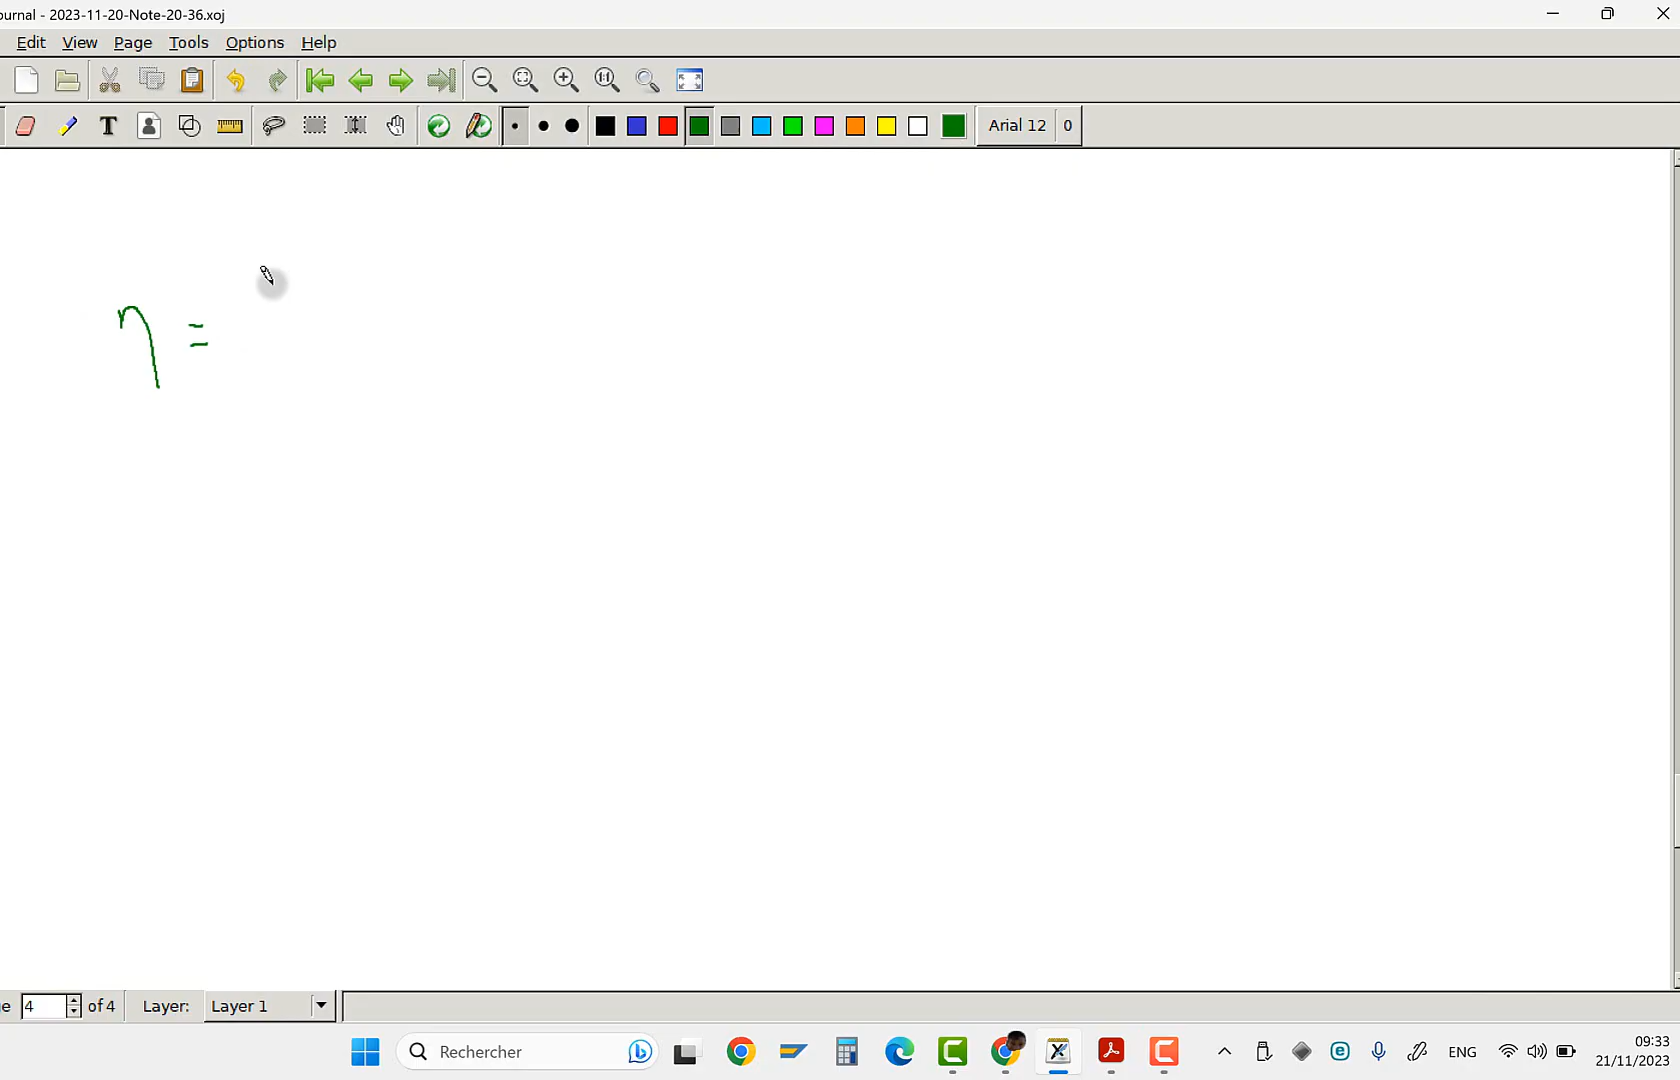 ournal - 2023-11-20-Note-20-36.xoj
Edit View Page Tools Options Help
T Arial 12 0
η =
e 4 of 4 Layer: Layer 1
Rechercher
ENG
09:33
21/11/2023